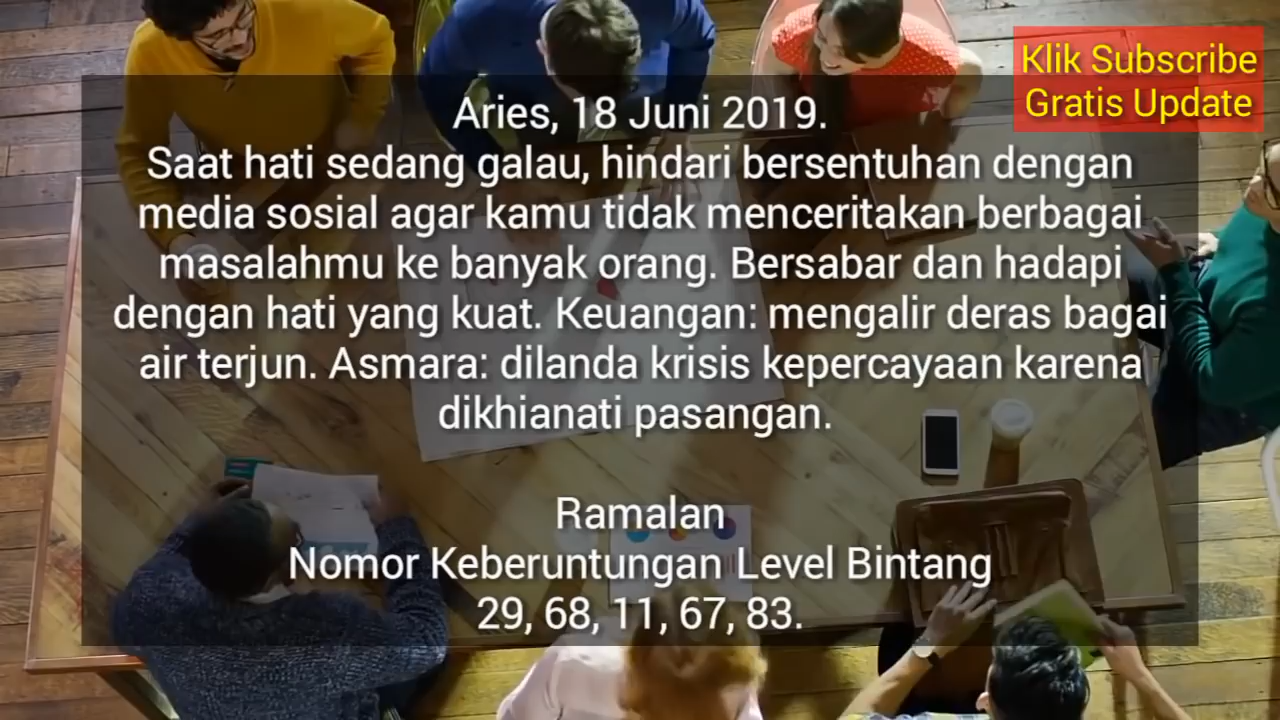 Klik Subscribe
Gratis Update
Aries, 18 Juni 2019.
Saat hati sedang galau, hindari bersentuhan dengan
media sosial agar kamu tidak menceritakan berbagai
masalahmu ke banyak orang. Bersabar dan hadapi
dengan hati yang kuat. Keuangan: mengalir deras bagai
air terjun. Asmara: dilanda krisis kepercayaan karena
dikhianati pasangan.
Ramalan
Nomor Keberuntungan Level Bintang
29, 68, 11, 67, 83.